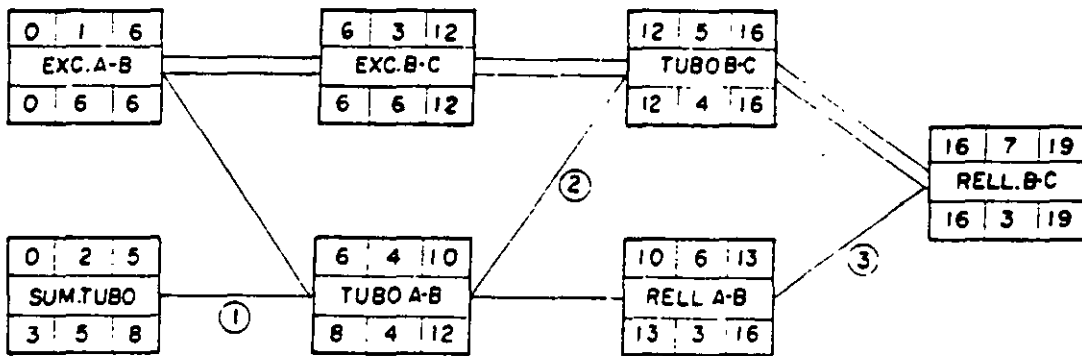 0 1 6
EXC. A-B
0 6 6
6 3 12
EXC. B-C
6 6 12
12 5 16
TUBO B-C
12 4 16
16 7 19
RELL. B-C
16 3 19
0 2 5
SUM. TUBO
3 5 8
6 4 10
TUBO A-B
8 4 12
10 6 13
RELL A-B
13 3 16
1
2
3